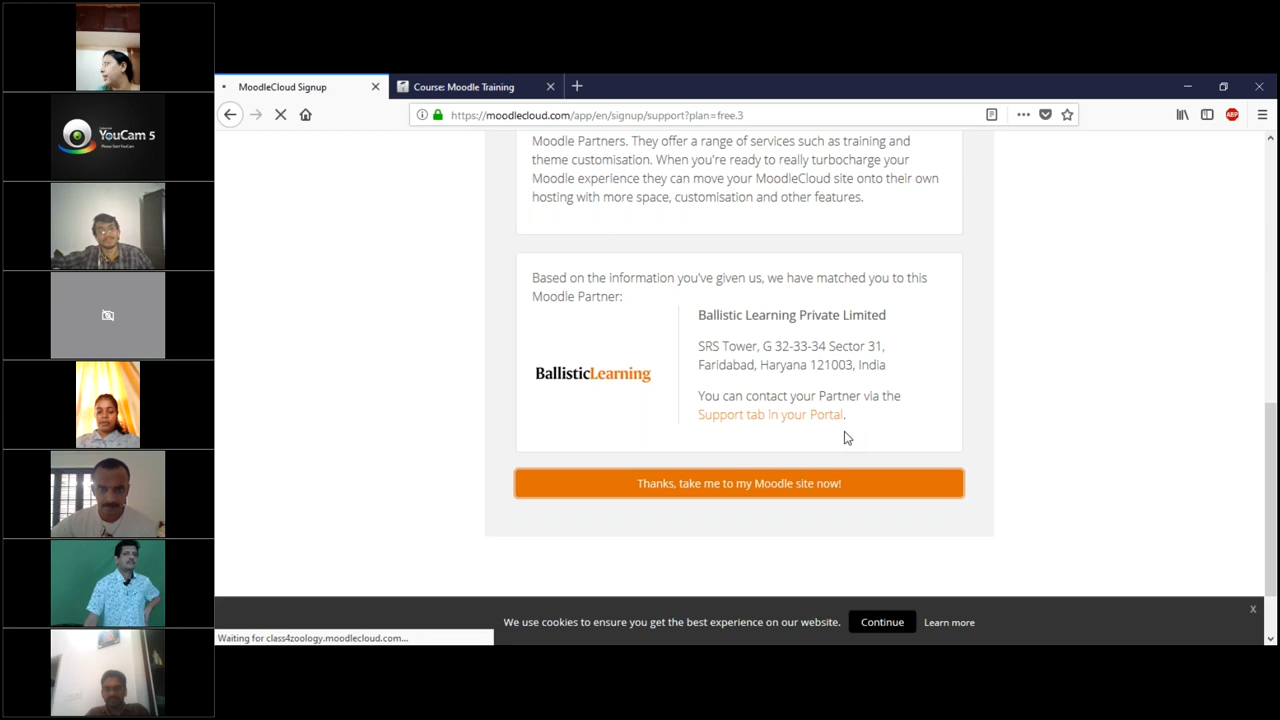 YouCam 5
Please Start YouCam
MoodleCloud Signup
Course: Moodle Training
https://moodlecloud.com/app/en/signup/support?plan=free.3
ABP
Moodle Partners. They offer a range of services such as training and
theme customisation. When you're ready to really turbocharge your
Moodle experience they can move your MoodleCloud site onto their own
hosting with more space, customisation and other features.
Based on the information you've given us, we have matched you to this
Moodle Partner:
BallisticLearning
Ballistic Learning Private Limited
SRS Tower, G 32-33-34 Sector 31,
Faridabad, Haryana 121003, India
You can contact your Partner via the
Support tab in your Portal.
Thanks, take me to my Moodle site now!
We use cookies to ensure you get the best experience on our website.
Continue
Learn more
X
Waiting for class4zoology.moodlecloud.com...